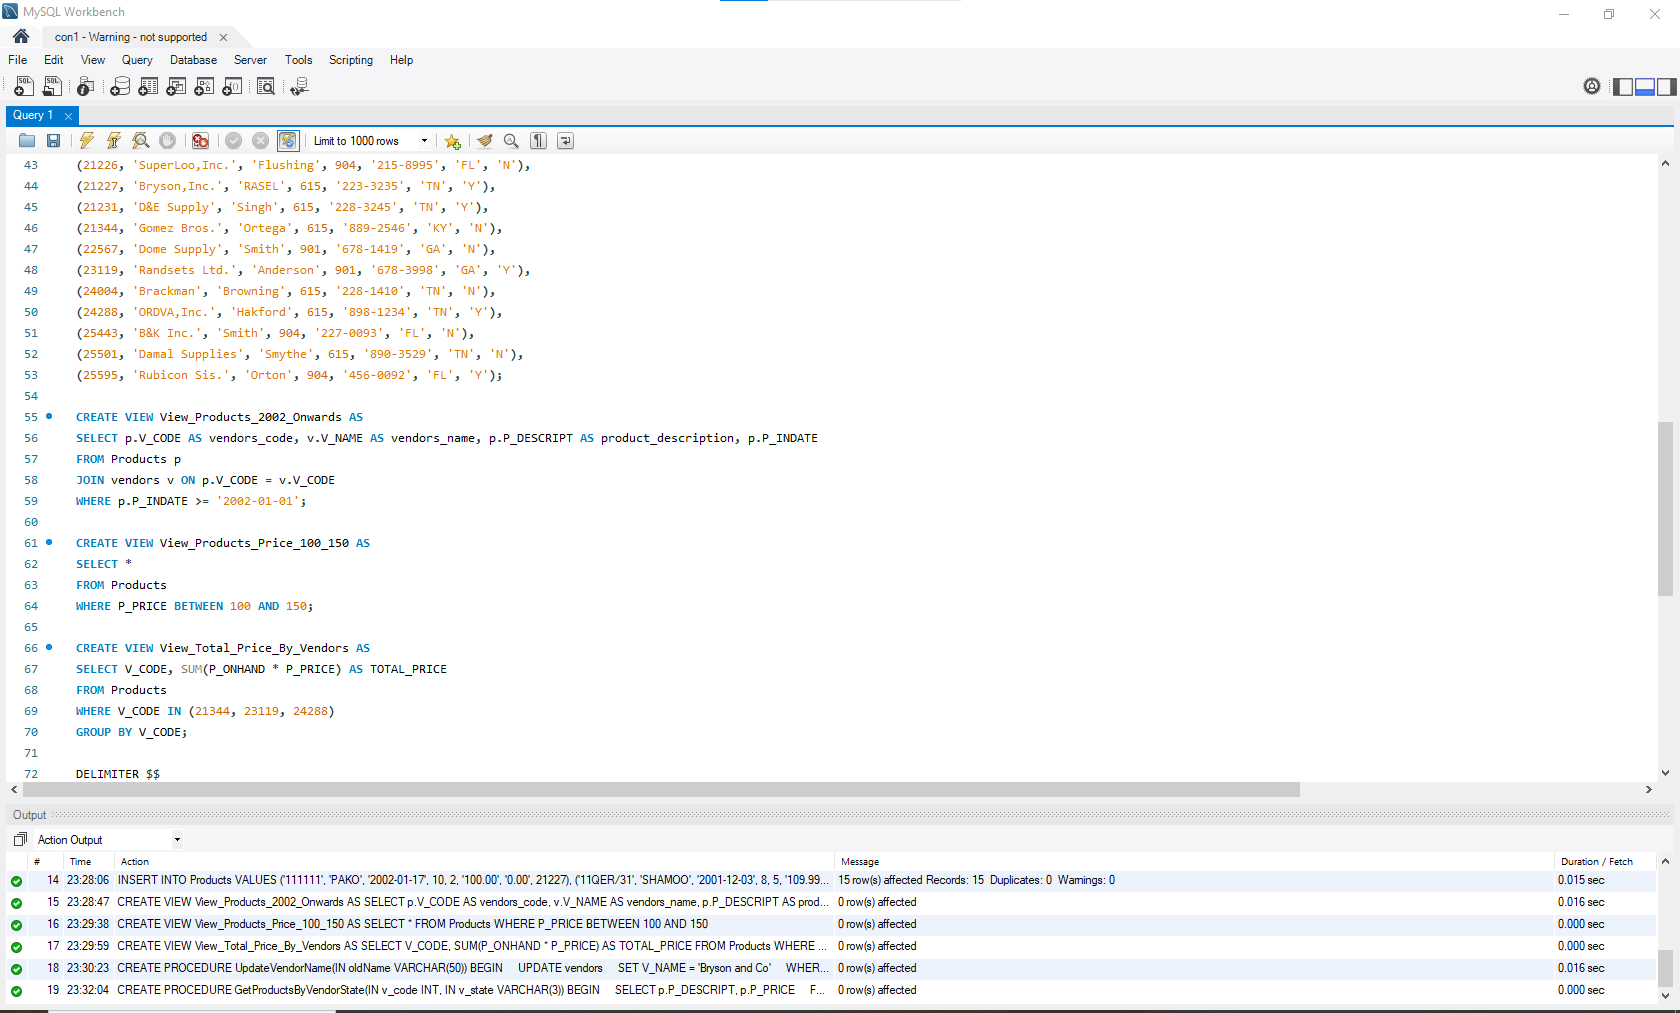 MySQL Workbench
con1 - Warning - not supported
File Edit View Query Database Server Tools Scripting Help
Query 1
Limit to 1000 rows
43 (21226, 'SuperLoo,Inc.', 'Flushing', 904, '215-8995', 'FL', 'N'),
44 (21227, 'Bryson,Inc.', 'RASEL', 615, '223-3235', 'TN', 'Y'),
45 (21231, 'D&E Supply', 'Singh', 615, '228-3245', 'TN', 'Y'),
46 (21344, 'Gomez Bros.', 'Ortega', 615, '889-2546', 'KY', 'N'),
47 (22567, 'Dome Supply', 'Smith', 901, '678-1419', 'GA', 'N'),
48 (23119, 'Randsets Ltd.', 'Anderson', 901, '678-3998', 'GA', 'Y'),
49 (24004, 'Brackman', 'Browning', 615, '228-1410', 'TN', 'N'),
50 (24288, 'ORDVA,Inc.', 'Hakford', 615, '898-1234', 'TN', 'Y'),
51 (25443, 'B&K Inc.', 'Smith', 904, '227-0093', 'FL', 'N'),
52 (25501, 'Damal Supplies', 'Smythe', 615, '890-3529', 'TN', 'N'),
53 (25595, 'Rubicon Sis.', 'Orton', 904, '456-0092', 'FL', 'Y');
54
55 CREATE VIEW View_Products_2002_Onwards AS
56 SELECT p.V_CODE AS vendors_code, v.V_NAME AS vendors_name, p.P_DESCRIPT AS product_description, p.P_INDATE
57 FROM Products p
58 JOIN vendors v ON p.V_CODE = v.V_CODE
59 WHERE p.P_INDATE >= '2002-01-01';
60
61 CREATE VIEW View_Products_Price_100_150 AS
62 SELECT *
63 FROM Products
64 WHERE P_PRICE BETWEEN 100 AND 150;
65
66 CREATE VIEW View_Total_Price_By_Vendors AS
67 SELECT V_CODE, SUM(P_ONHAND * P_PRICE) AS TOTAL_PRICE
68 FROM Products
69 WHERE V_CODE IN (21344, 23119, 24288)
70 GROUP BY V_CODE;
71
72 DELIMITER $$
Output
Action Output
# Time Action Message Duration / Fetch
14 23:28:06 INSERT INTO Products VALUES ('111111', 'PAKO', '2002-01-17', 10, 2, '100.00', '0.00', 21227), ('11QER/31', 'SHAMOO', '2001-12-03', 8, 5, '109.99... 15 row(s) affected Records: 15 Duplicates: 0 Warnings: 0 0.015 sec
15 23:28:47 CREATE VIEW View_Products_2002_Onwards AS SELECT p.V_CODE AS vendors_code, v.V_NAME AS vendors_name, p.P_DESCRIPT AS prod... 0 row(s) affected 0.016 sec
16 23:29:38 CREATE VIEW View_Products_Price_100_150 AS SELECT * FROM Products WHERE P_PRICE BETWEEN 100 AND 150 0 row(s) affected 0.000 sec
17 23:29:59 CREATE VIEW View_Total_Price_By_Vendors AS SELECT V_CODE, SUM(P_ONHAND * P_PRICE) AS TOTAL_PRICE FROM Products WHERE ... 0 row(s) affected 0.000 sec
18 23:30:23 CREATE PROCEDURE UpdateVendorName(IN oldName VARCHAR(50)) BEGIN UPDATE vendors SET V_NAME = 'Bryson and Co' WHER... 0 row(s) affected 0.016 sec
19 23:32:04 CREATE PROCEDURE GetProductsByVendorState(IN v_code INT, IN v_state VARCHAR(3)) BEGIN SELECT p.P_DESCRIPT, p.P_PRICE F... 0 row(s) affected 0.000 sec